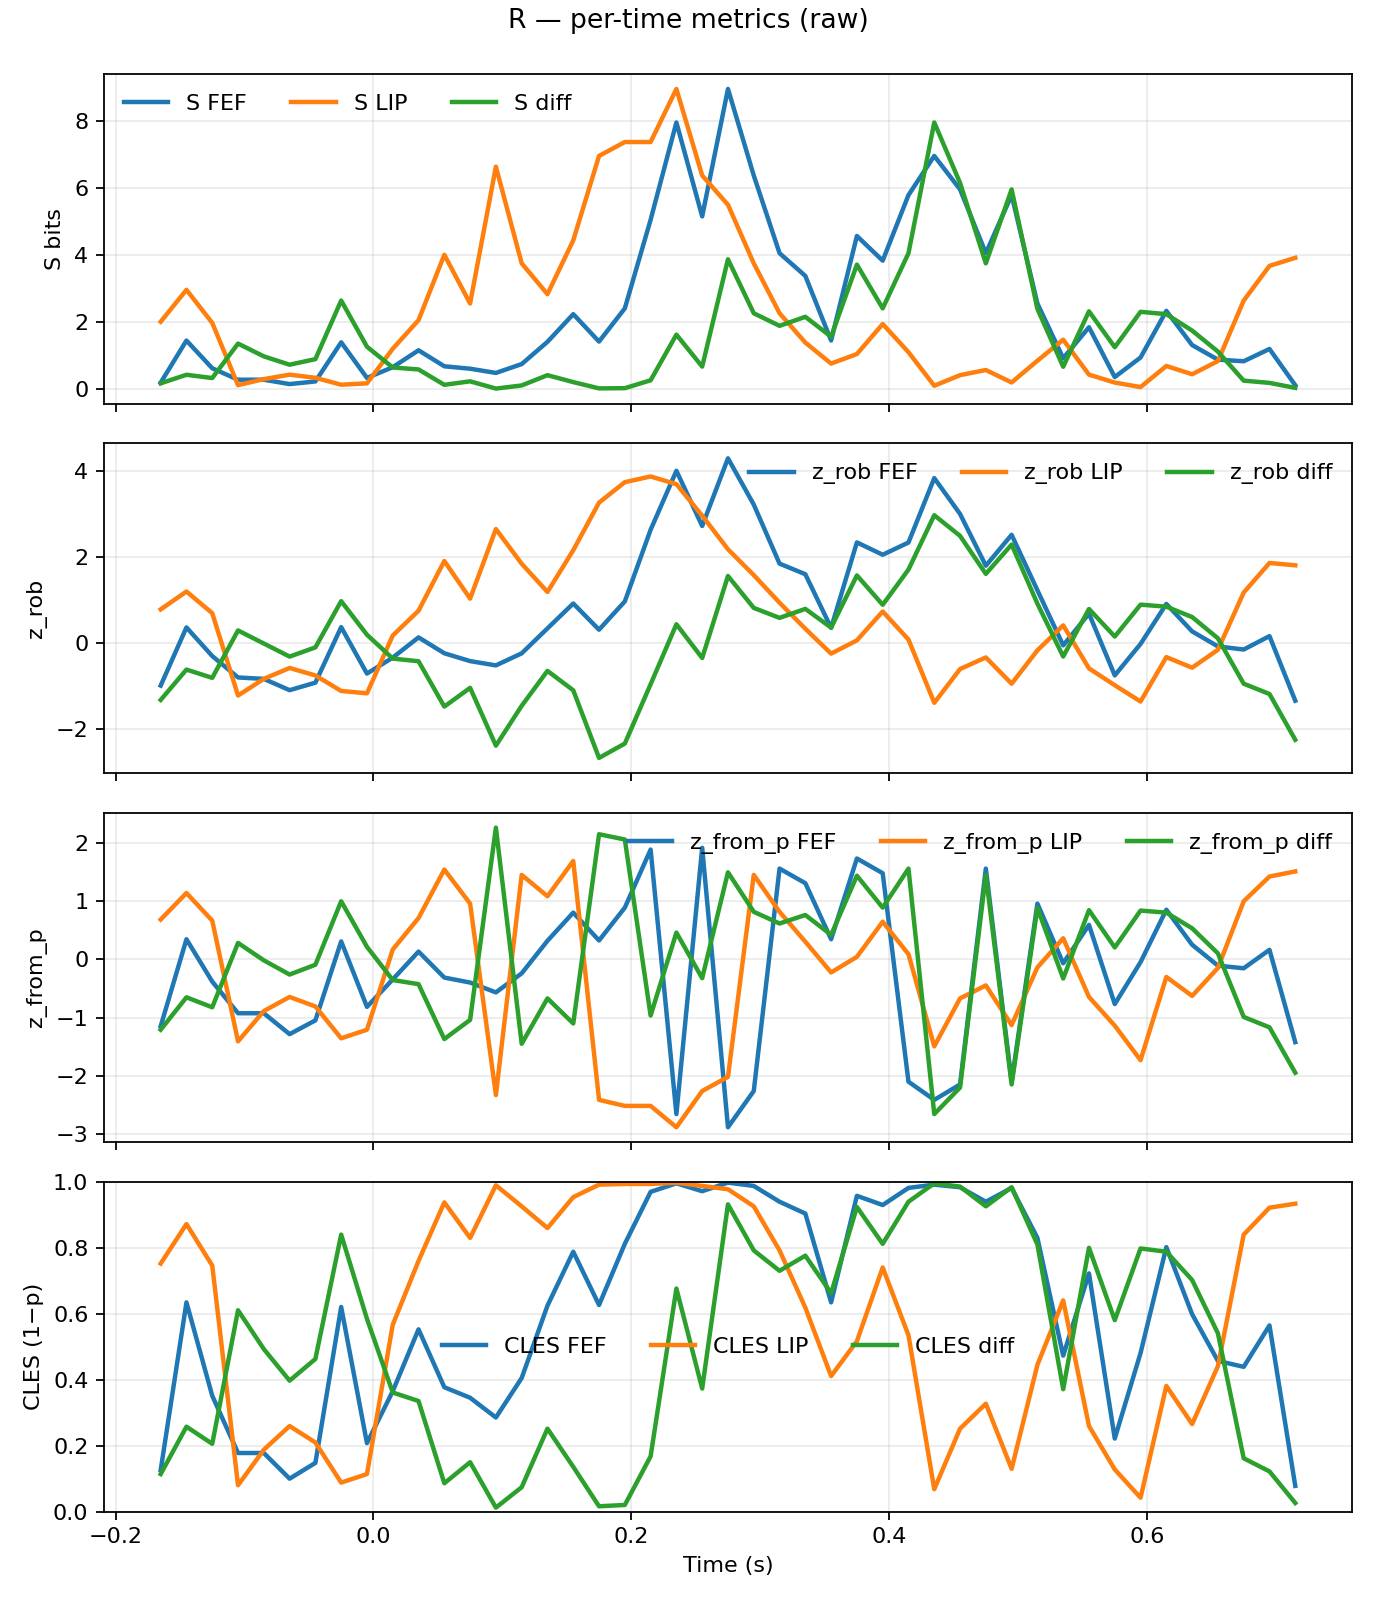 R — per-time metrics (raw)
S FEF S LIP S diff
8
6
4
2
0
S bits
z_rob FEF z_rob LIP z_rob diff
4
2
0
−2
z_rob
z_from_p FEF z_from_p LIP z_from_p diff
2
1
0
−1
−2
−3
z_from_p
1.0
0.8
0.6
CLES FEF CLES LIP CLES diff
0.4
0.2
0.0
CLES (1−p)
−0.2 0.0 0.2 0.4 0.6
Time (s)